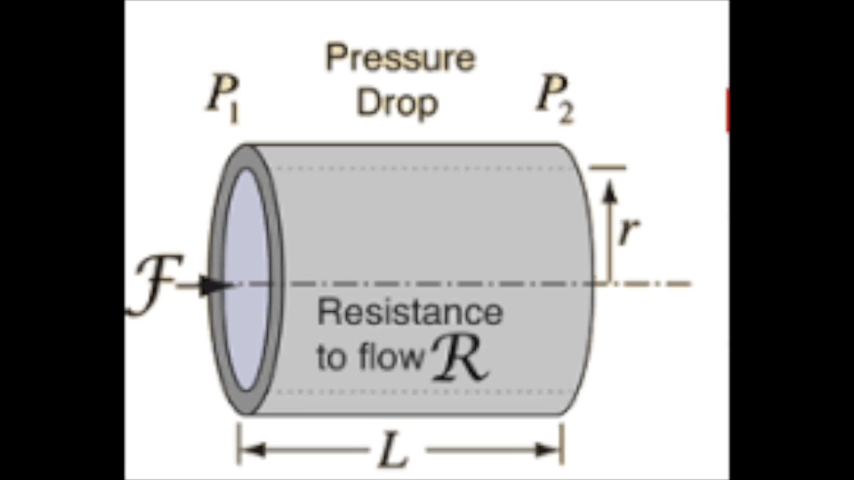 Pressure
Drop
P1
P2
r
F
Resistance
to flow R
L